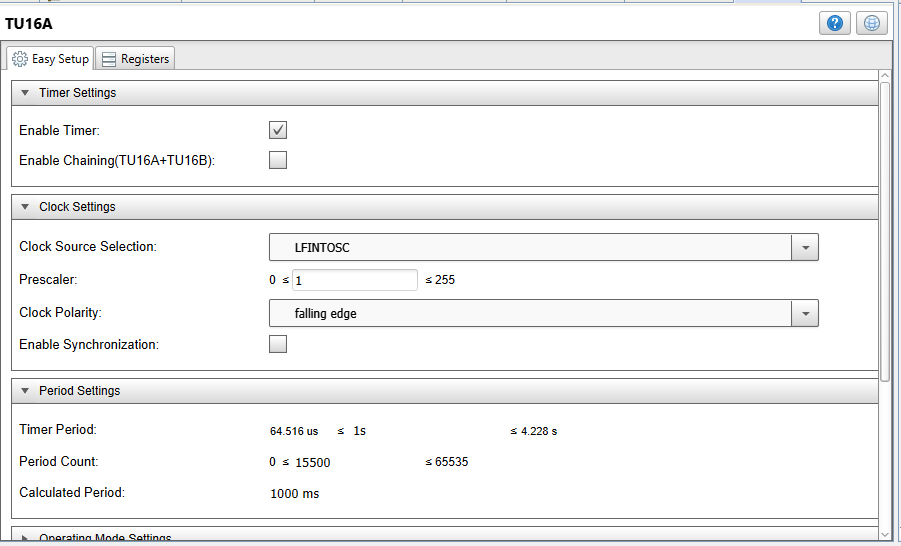 TU16A
Easy Setup Registers
Timer Settings
Enable Timer:
Enable Chaining(TU16A+TU16B):
Clock Settings
Clock Source Selection: LFINTOSC
Prescaler: 0 ≤ 1 ≤ 255
Clock Polarity: falling edge
Enable Synchronization:
Period Settings
Timer Period: 64.516 us ≤ 1s ≤ 4.228 s
Period Count: 0 ≤ 15500 ≤ 65535
Calculated Period: 1000 ms
Operating Mode Settings